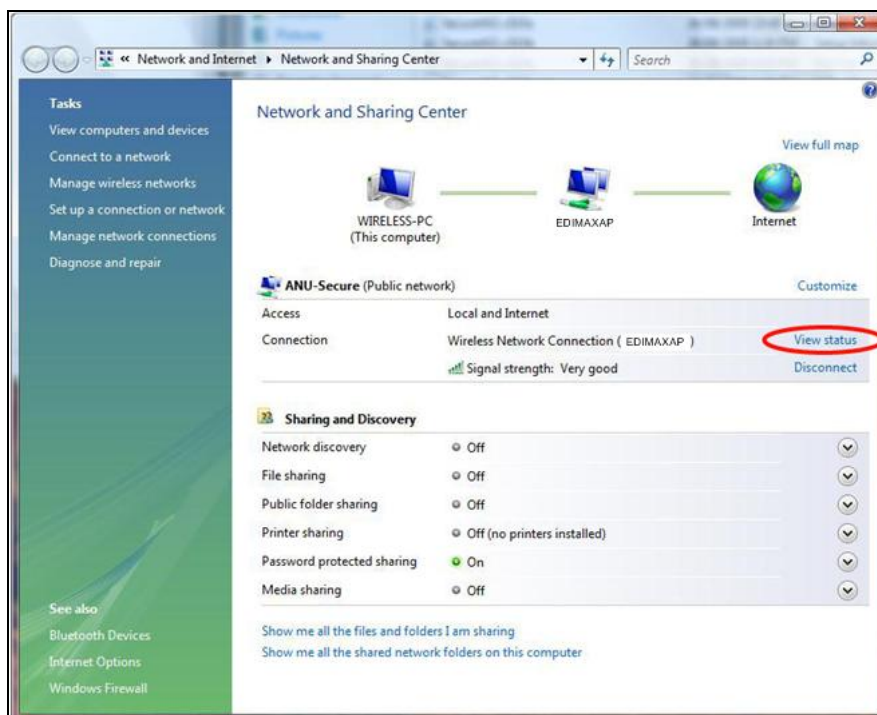 « Network and Internet ▸ Network and Sharing Center
Search
Tasks
View computers and devices
Connect to a network
Manage wireless networks
Set up a connection or network
Manage network connections
Diagnose and repair
See also
Bluetooth Devices
Internet Options
Windows Firewall
Network and Sharing Center
View full map
WIRELESS-PC
(This computer)
EDIMAXAP
Internet
ANU-Secure (Public network) Customize
Access Local and Internet
Connection Wireless Network Connection ( EDIMAXAP ) View status
Signal strength: Very good Disconnect
Sharing and Discovery
Network discovery Off
File sharing Off
Public folder sharing Off
Printer sharing Off (no printers installed)
Password protected sharing On
Media sharing Off
Show me all the files and folders I am sharing
Show me all the shared network folders on this computer